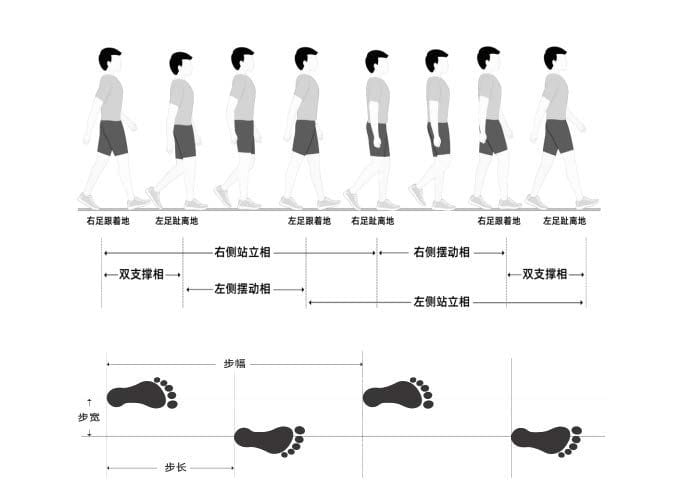 右足跟着地
左足趾离地
左足跟着地
右足趾离地
右足跟着地
左足趾离地
右侧站立相
右侧摆动相
双支撑相
双支撑相
左侧摆动相
左侧站立相
步幅
步宽
步长